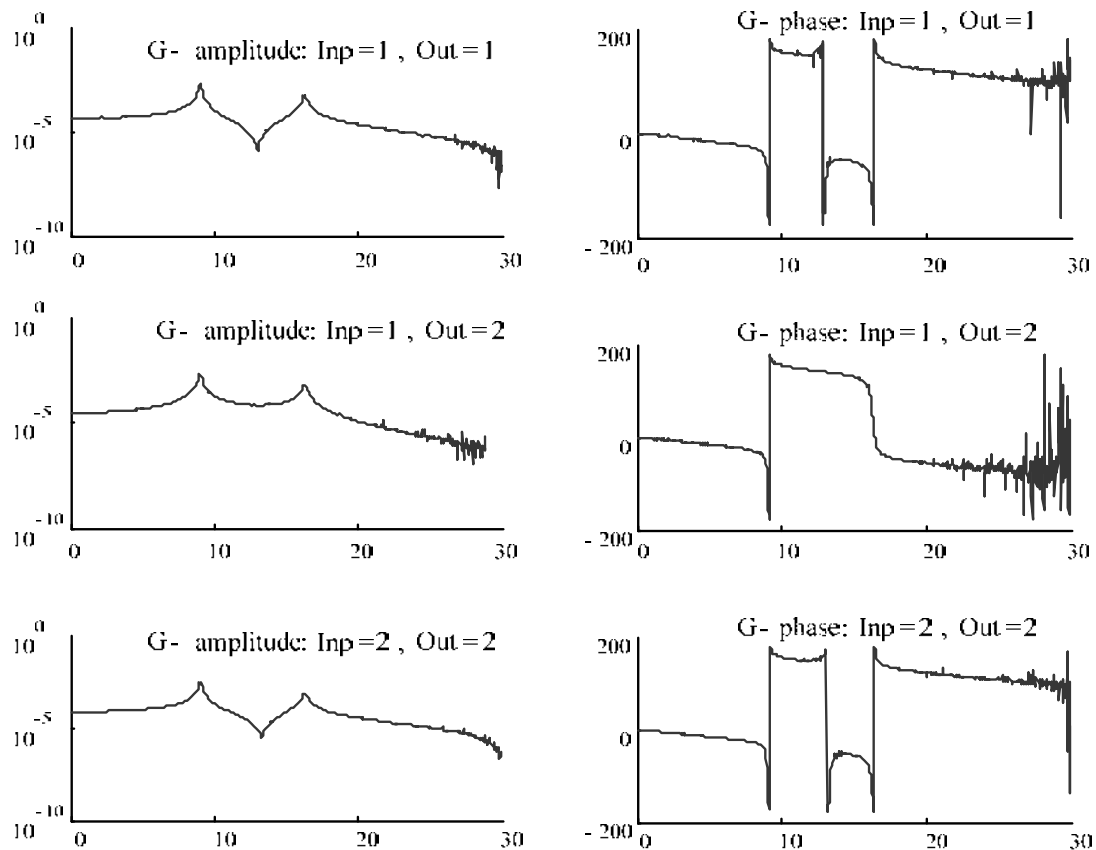 10^0
G- amplitude: Inp=1 , Out=1
10^-5
10^-10
0 10 20 30
G- phase: Inp=1 , Out=1
200
0
-200
0 10 20 30
10^0
G- amplitude: Inp=1 , Out=2
10^-5
10^-10
0 10 20 30
G- phase: Inp=1 , Out=2
200
0
-200
0 10 20 30
10^0
G- amplitude: Inp=2 , Out=2
10^-5
10^-10
0 10 20 30
G- phase: Inp=2 , Out=2
200
0
-200
0 10 20 30